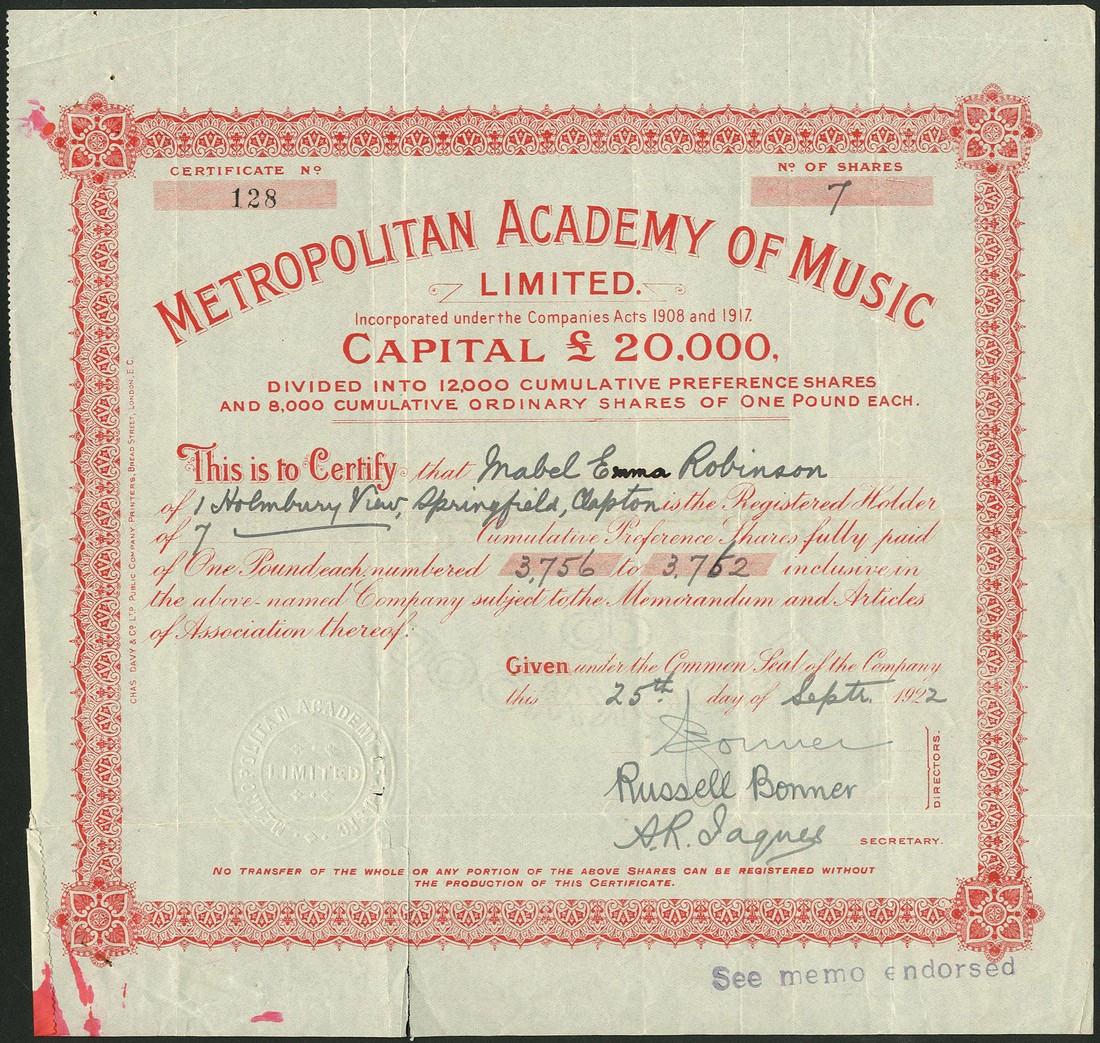 CERTIFICATE Nº
128
Nº OF SHARES
7
METROPOLITAN ACADEMY OF MUSIC
LIMITED.
Incorporated under the Companies Acts 1908 and 1917.
CAPITAL £ 20,000,
DIVIDED INTO 12,000 CUMULATIVE PREFERENCE SHARES
AND 8,000 CUMULATIVE ORDINARY SHARES OF ONE POUND EACH.
This is to Certify that Mabel Emma Robinson
of 1 Holmbury View, Springfield, Clapton is the Registered Holder
of 7 Cumulative Preference Shares fully paid
of One Pound each, numbered 3,756 to 3,762 inclusive in
the above-named Company subject to the Memorandum and Articles
of Association thereof.
Given under the Common Seal of the Company
this 25th day of Septr. 1922
Bonner
Russell Bonner
DIRECTORS.
A.R. Jaques
SECRETARY.
METROPOLITAN ACADEMY OF MUSIC
LIMITED
NO TRANSFER OF THE WHOLE OR ANY PORTION OF THE ABOVE SHARES CAN BE REGISTERED WITHOUT
THE PRODUCTION OF THIS CERTIFICATE.
See memo endorsed
CHAS DAVY & Cº LTD PUBLIC COMPANY PRINTERS, BREAD STREET, LONDON, E.C.